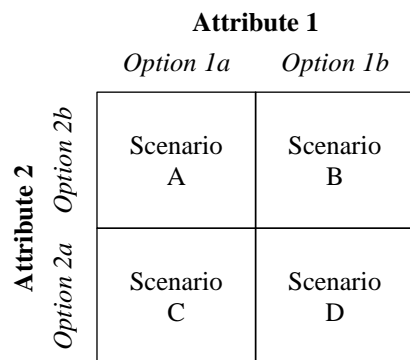 Attribute 1
Option 1a Option 1b
Attribute 2
Option 2b
Scenario
A
Scenario
B
Option 2a
Scenario
C
Scenario
D